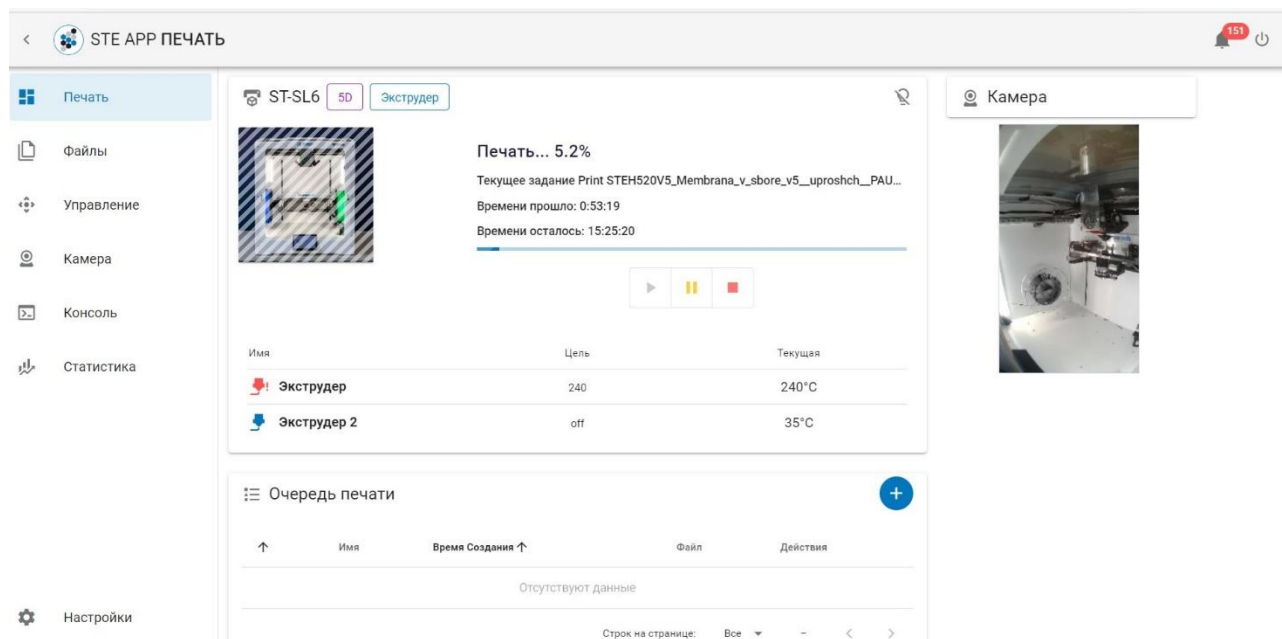 STE APP ПЕЧАТЬ
151
Печать
Файлы
Управление
Камера
Консоль
Статистика
Настройки
ST-SL6 5D Экструдер
Печать... 5.2%
Текущее задание Print STEH520V5_Membrana_v_sbore_v5__uproshch__PAU...
Времени прошло: 0:53:19
Времени осталось: 15:25:20
Имя Цель Текущая
Экструдер 240 240°C
Экструдер 2 off 35°C
Очередь печати
Имя Время Создания Файл Действия
Отсутствуют данные
Строк на странице: Все –
Камера